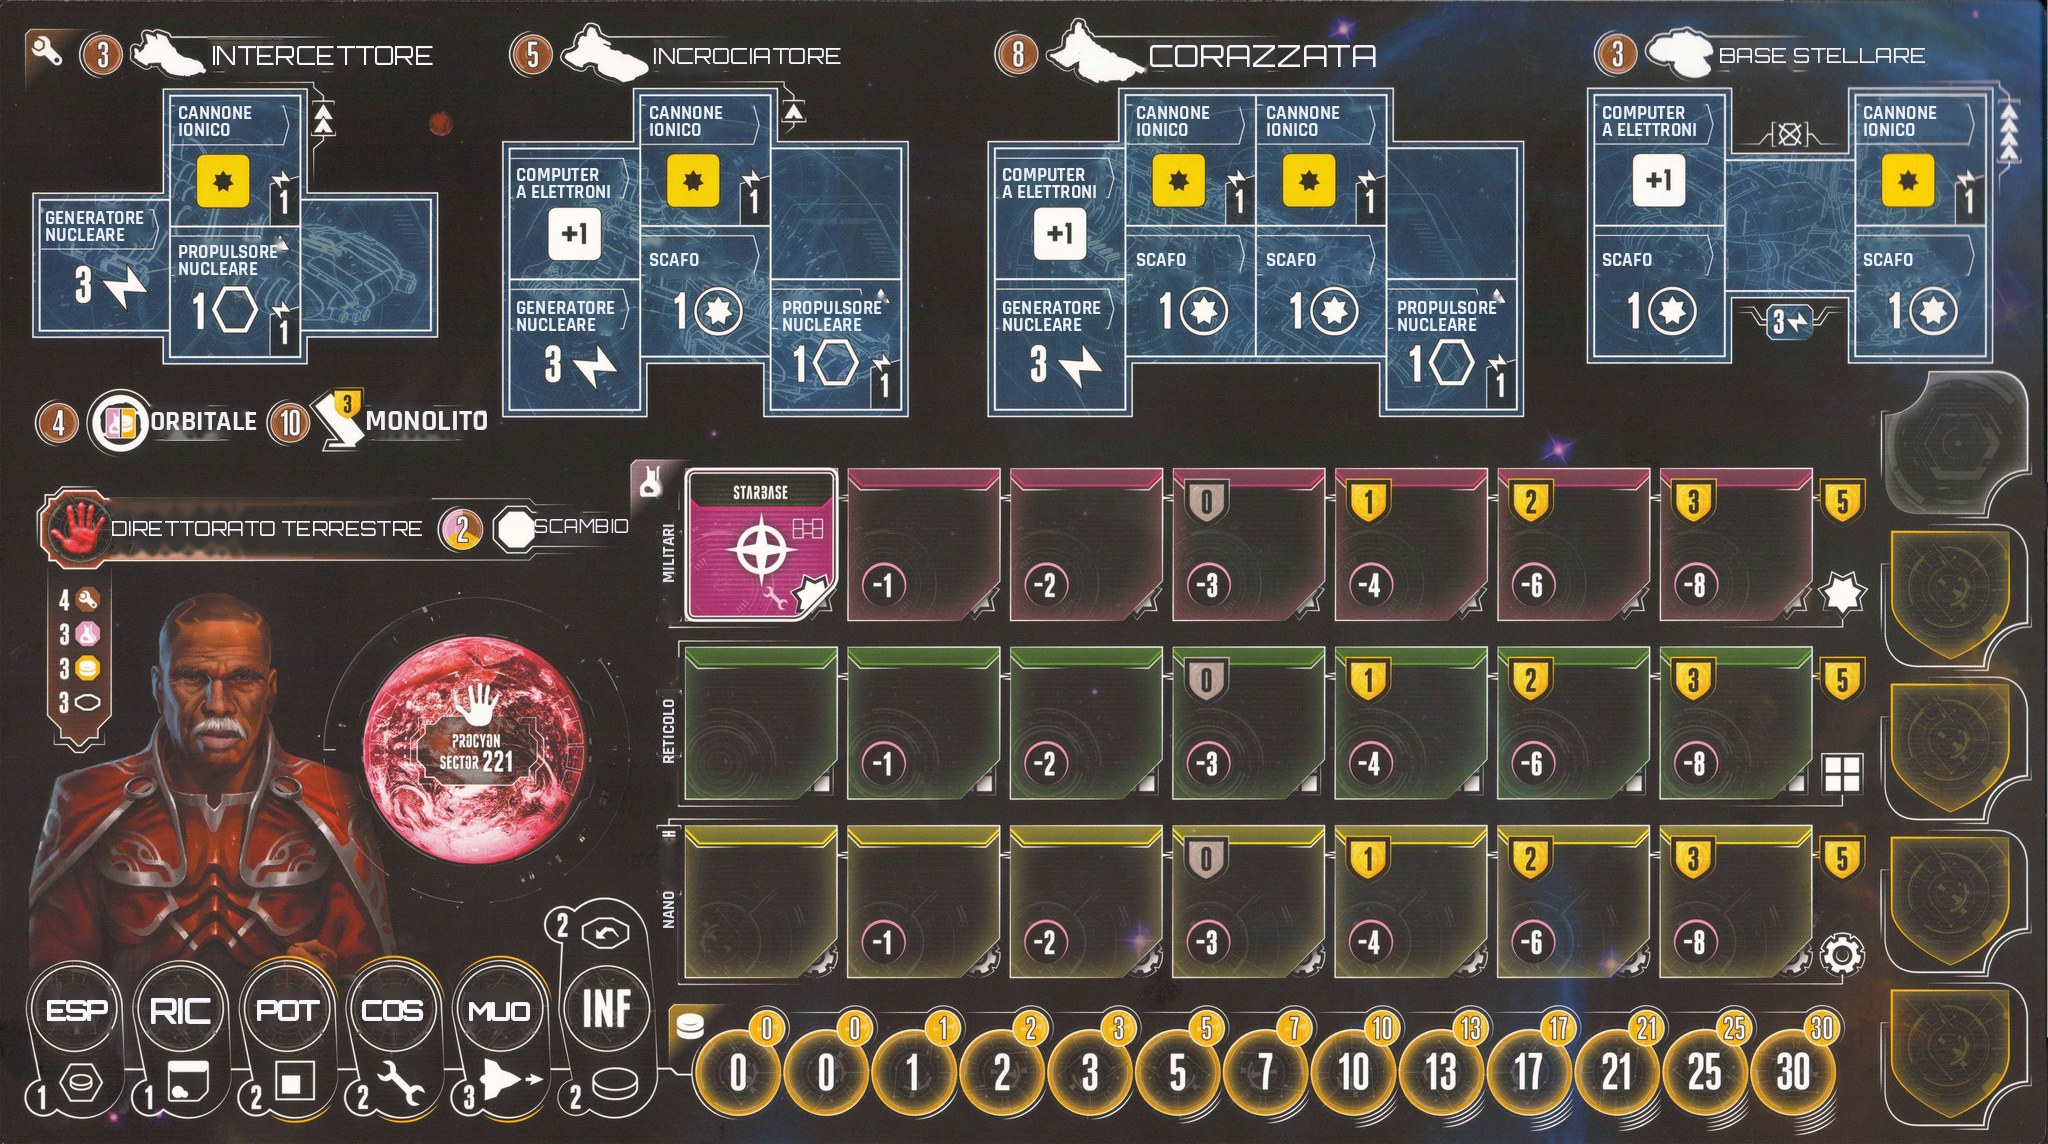 3 INTERCETTORE
CANNONE
IONICO
1
GENERATORE
NUCLEARE
3
PROPULSORE
NUCLEARE
1
1
5 INCROCIATORE
COMPUTER
A ELETTRONI
+1
CANNONE
IONICO
1
GENERATORE
NUCLEARE
3
SCAFO
1
PROPULSORE
NUCLEARE
1
1
8 CORAZZATA
COMPUTER
A ELETTRONI
+1
CANNONE
IONICO
1
CANNONE
IONICO
1
GENERATORE
NUCLEARE
3
SCAFO
1
SCAFO
1
PROPULSORE
NUCLEARE
1
1
3 BASE STELLARE
COMPUTER
A ELETTRONI
+1
CANNONE
IONICO
1
SCAFO
1
3
SCAFO
1
4 ORBITALE 10 3 MONOLITO
DIRETTORATO TERRESTRE 2 SCAMBIO
4
3
3
3
PROCYON
SECTOR 221
MILITARI
STARBASE
0 1 2 3 5
-1 -2 -3 -4 -6 -8
RETICOLO
0 1 2 3 5
-1 -2 -3 -4 -6 -8
NANO
0 1 2 3 5
-1 -2 -3 -4 -6 -8
2
ESP RIC POT COS MUO INF
1 1 2 2 3 2
0 0 1 2 3 5 7 10 13 17 21 25 30
0 0 1 2 3 5 7 10 13 17 21 25 30